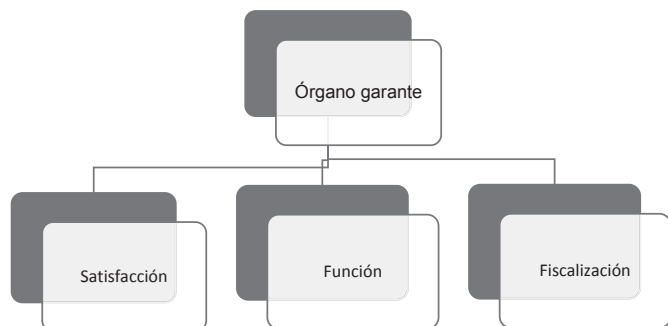 Órgano garante
Satisfacción
Función
Fiscalización